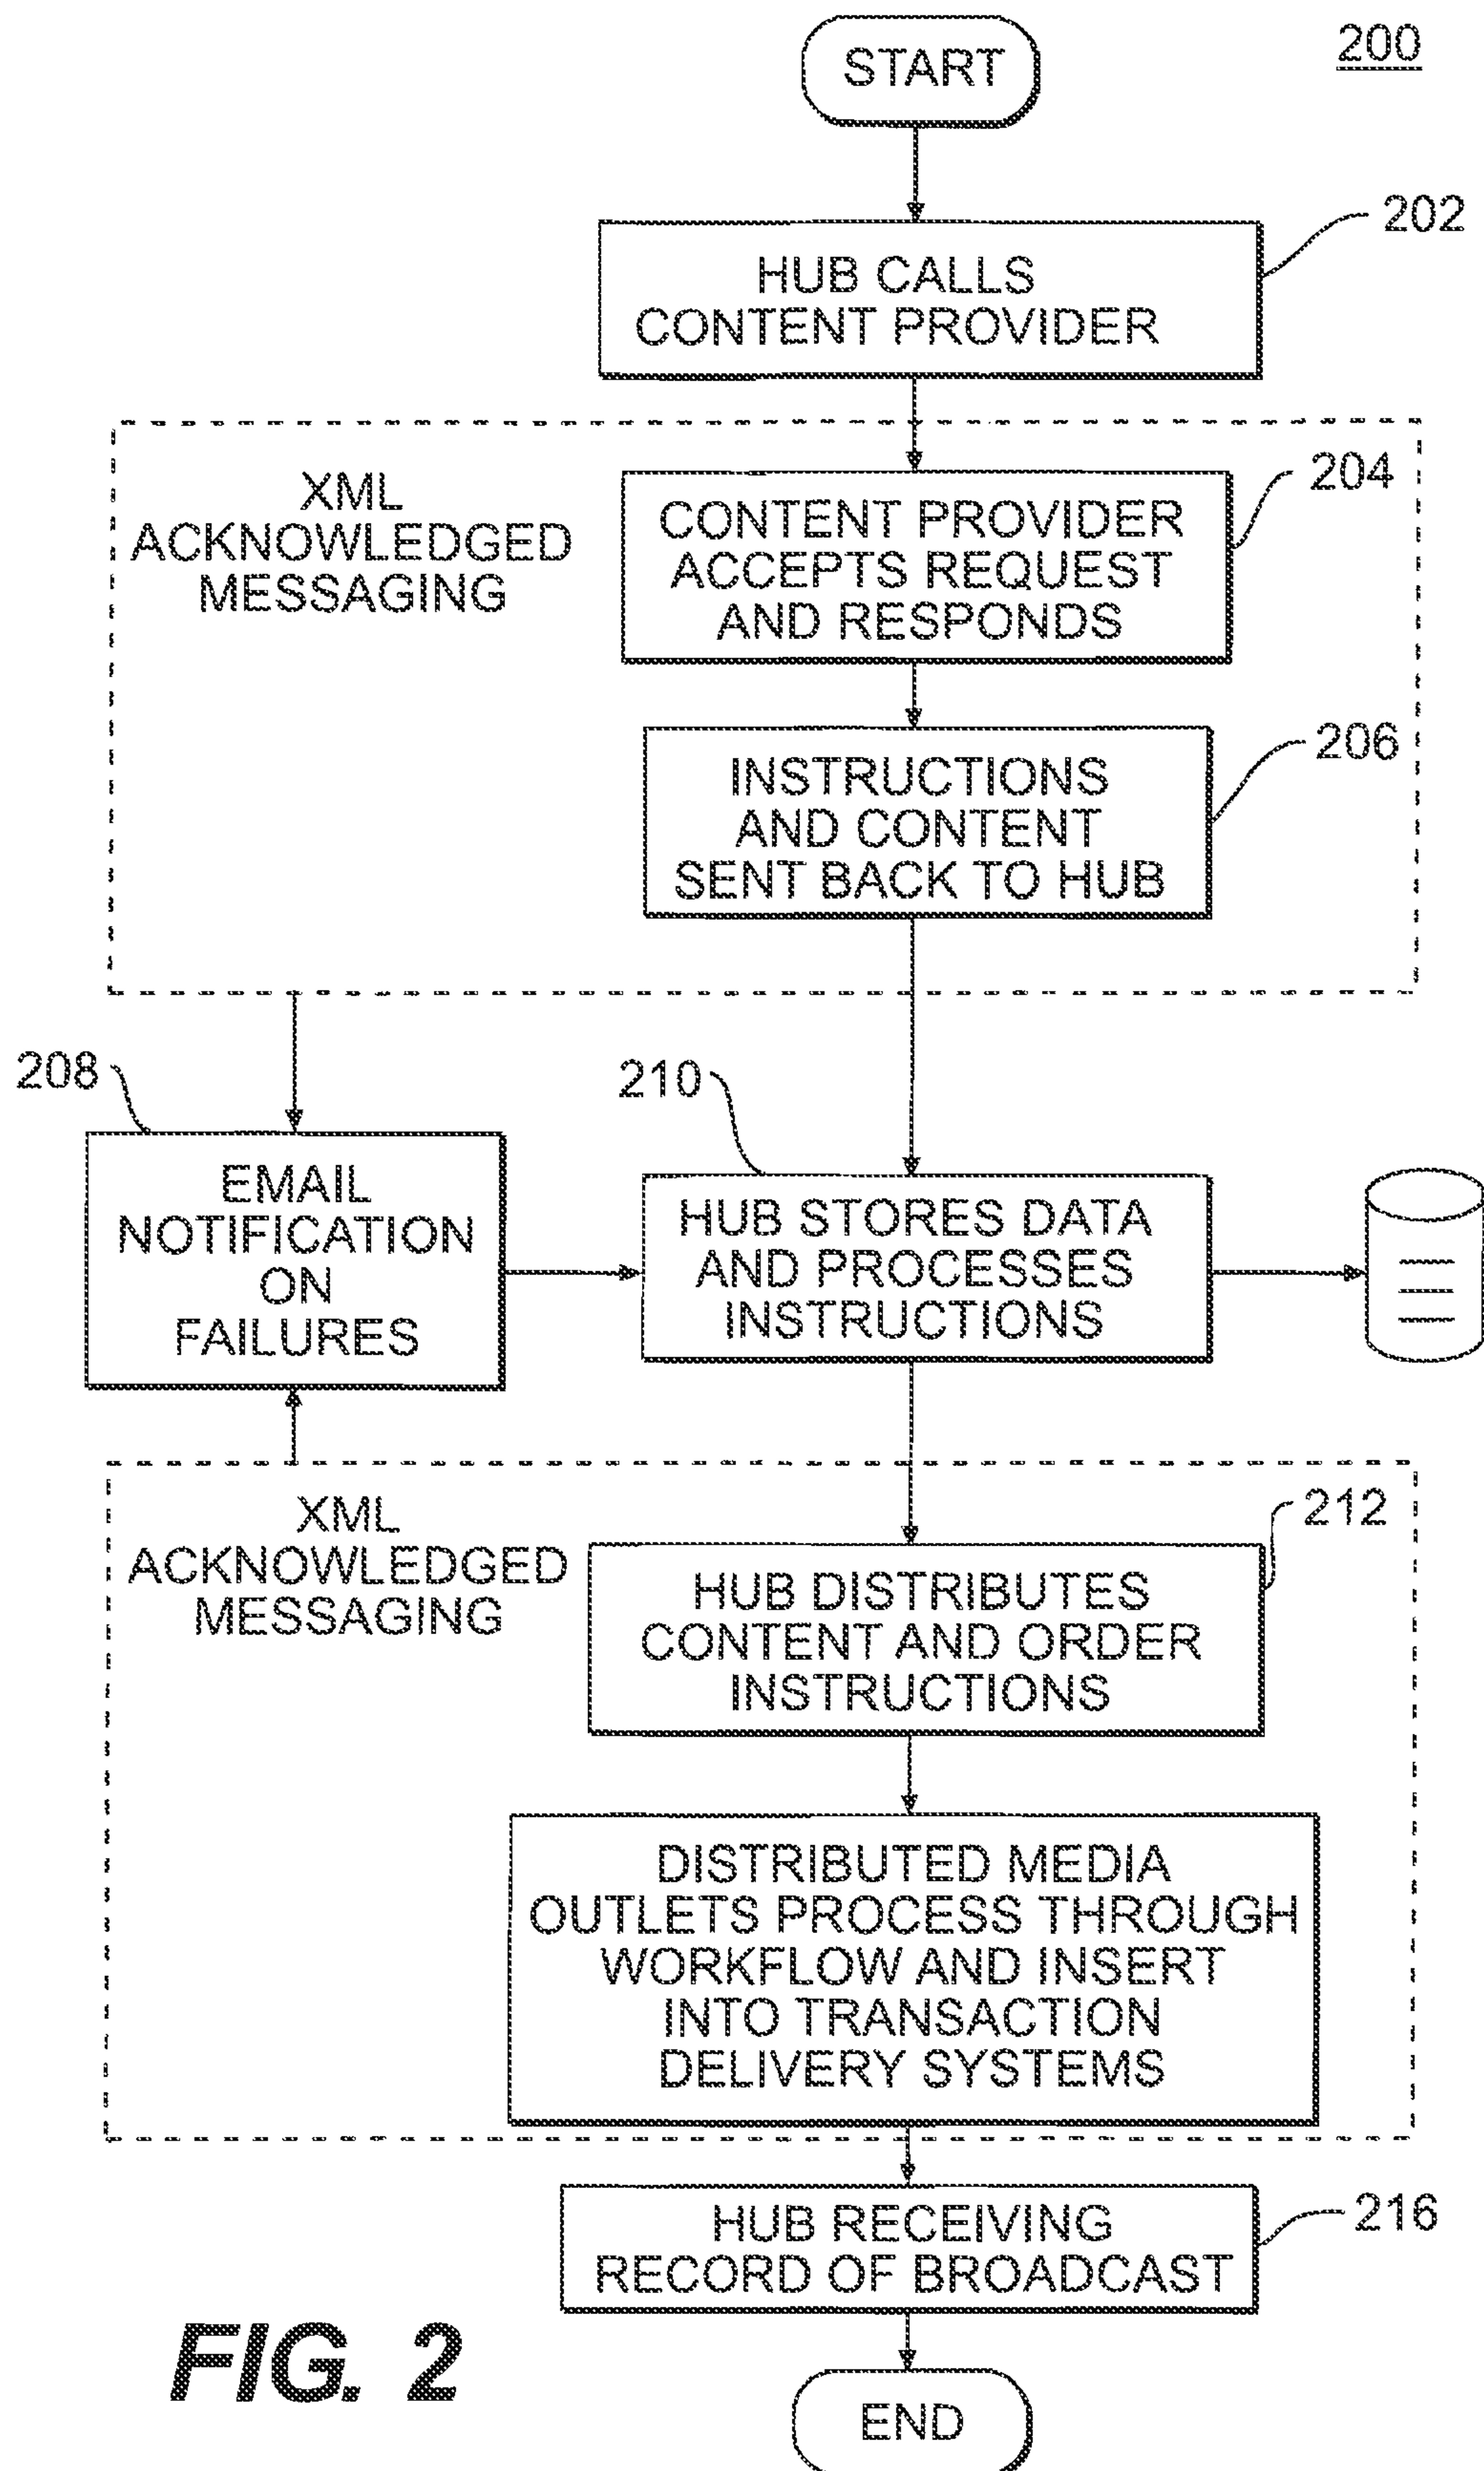 200
START
202
HUB CALLS
CONTENT PROVIDER
XML
ACKNOWLEDGED
MESSAGING
204
CONTENT PROVIDER
ACCEPTS REQUEST
AND RESPONDS
206
INSTRUCTIONS
AND CONTENT
SENT BACK TO HUB
208
EMAIL
NOTIFICATION
ON
FAILURES
210
HUB STORES DATA
AND PROCESSES
INSTRUCTIONS
XML
ACKNOWLEDGED
MESSAGING
212
HUB DISTRIBUTES
CONTENT AND ORDER
INSTRUCTIONS
DISTRIBUTED MEDIA
OUTLETS PROCESS THROUGH
WORKFLOW AND INSERT
INTO TRANSACTION
DELIVERY SYSTEMS
216
HUB RECEIVING
RECORD OF BROADCAST
END
FIG. 2